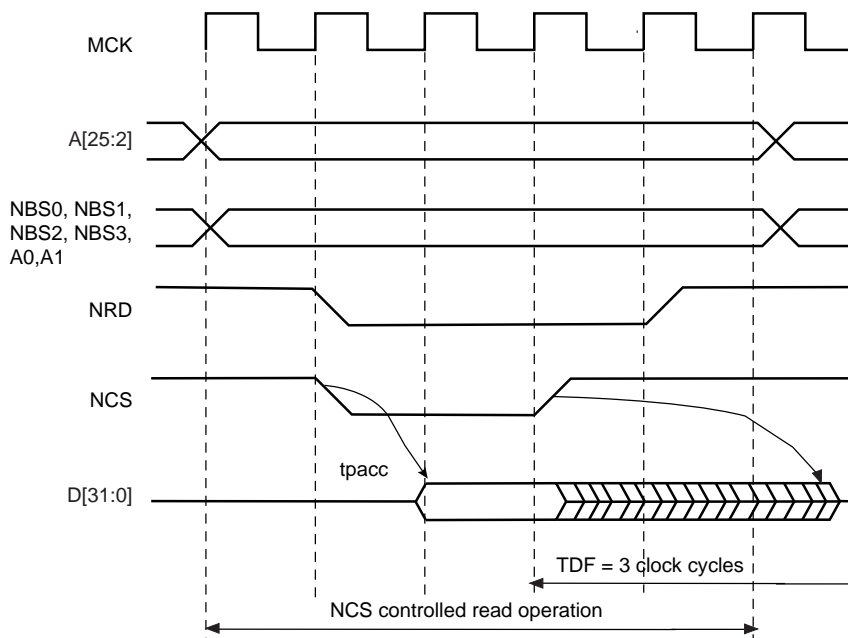 MCK
A[25:2]
NBS0, NBS1,
NBS2, NBS3,
A0,A1
NRD
NCS
tpacc
D[31:0]
TDF = 3 clock cycles
NCS controlled read operation